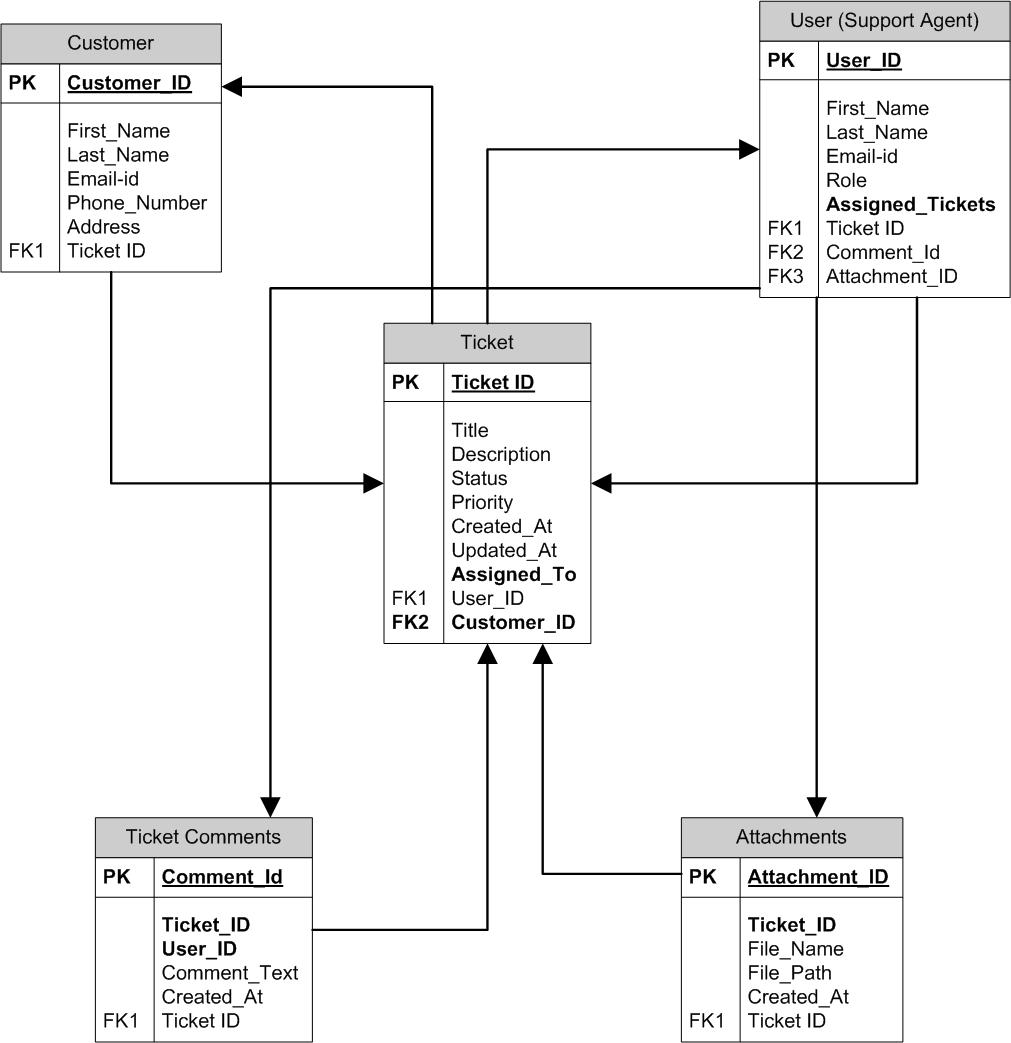 Customer
PK Customer_ID
First_Name
Last_Name
Email-id
Phone_Number
Address
FK1 Ticket ID
User (Support Agent)
PK User_ID
First_Name
Last_Name
Email-id
Role
Assigned_Tickets
FK1 Ticket ID
FK2 Comment_Id
FK3 Attachment_ID
Ticket
PK Ticket ID
Title
Description
Status
Priority
Created_At
Updated_At
Assigned_To
FK1 User_ID
FK2 Customer_ID
Ticket Comments
PK Comment_Id
Ticket_ID
User_ID
Comment_Text
Created_At
FK1 Ticket ID
Attachments
PK Attachment_ID
Ticket_ID
File_Name
File_Path
Created_At
FK1 Ticket ID